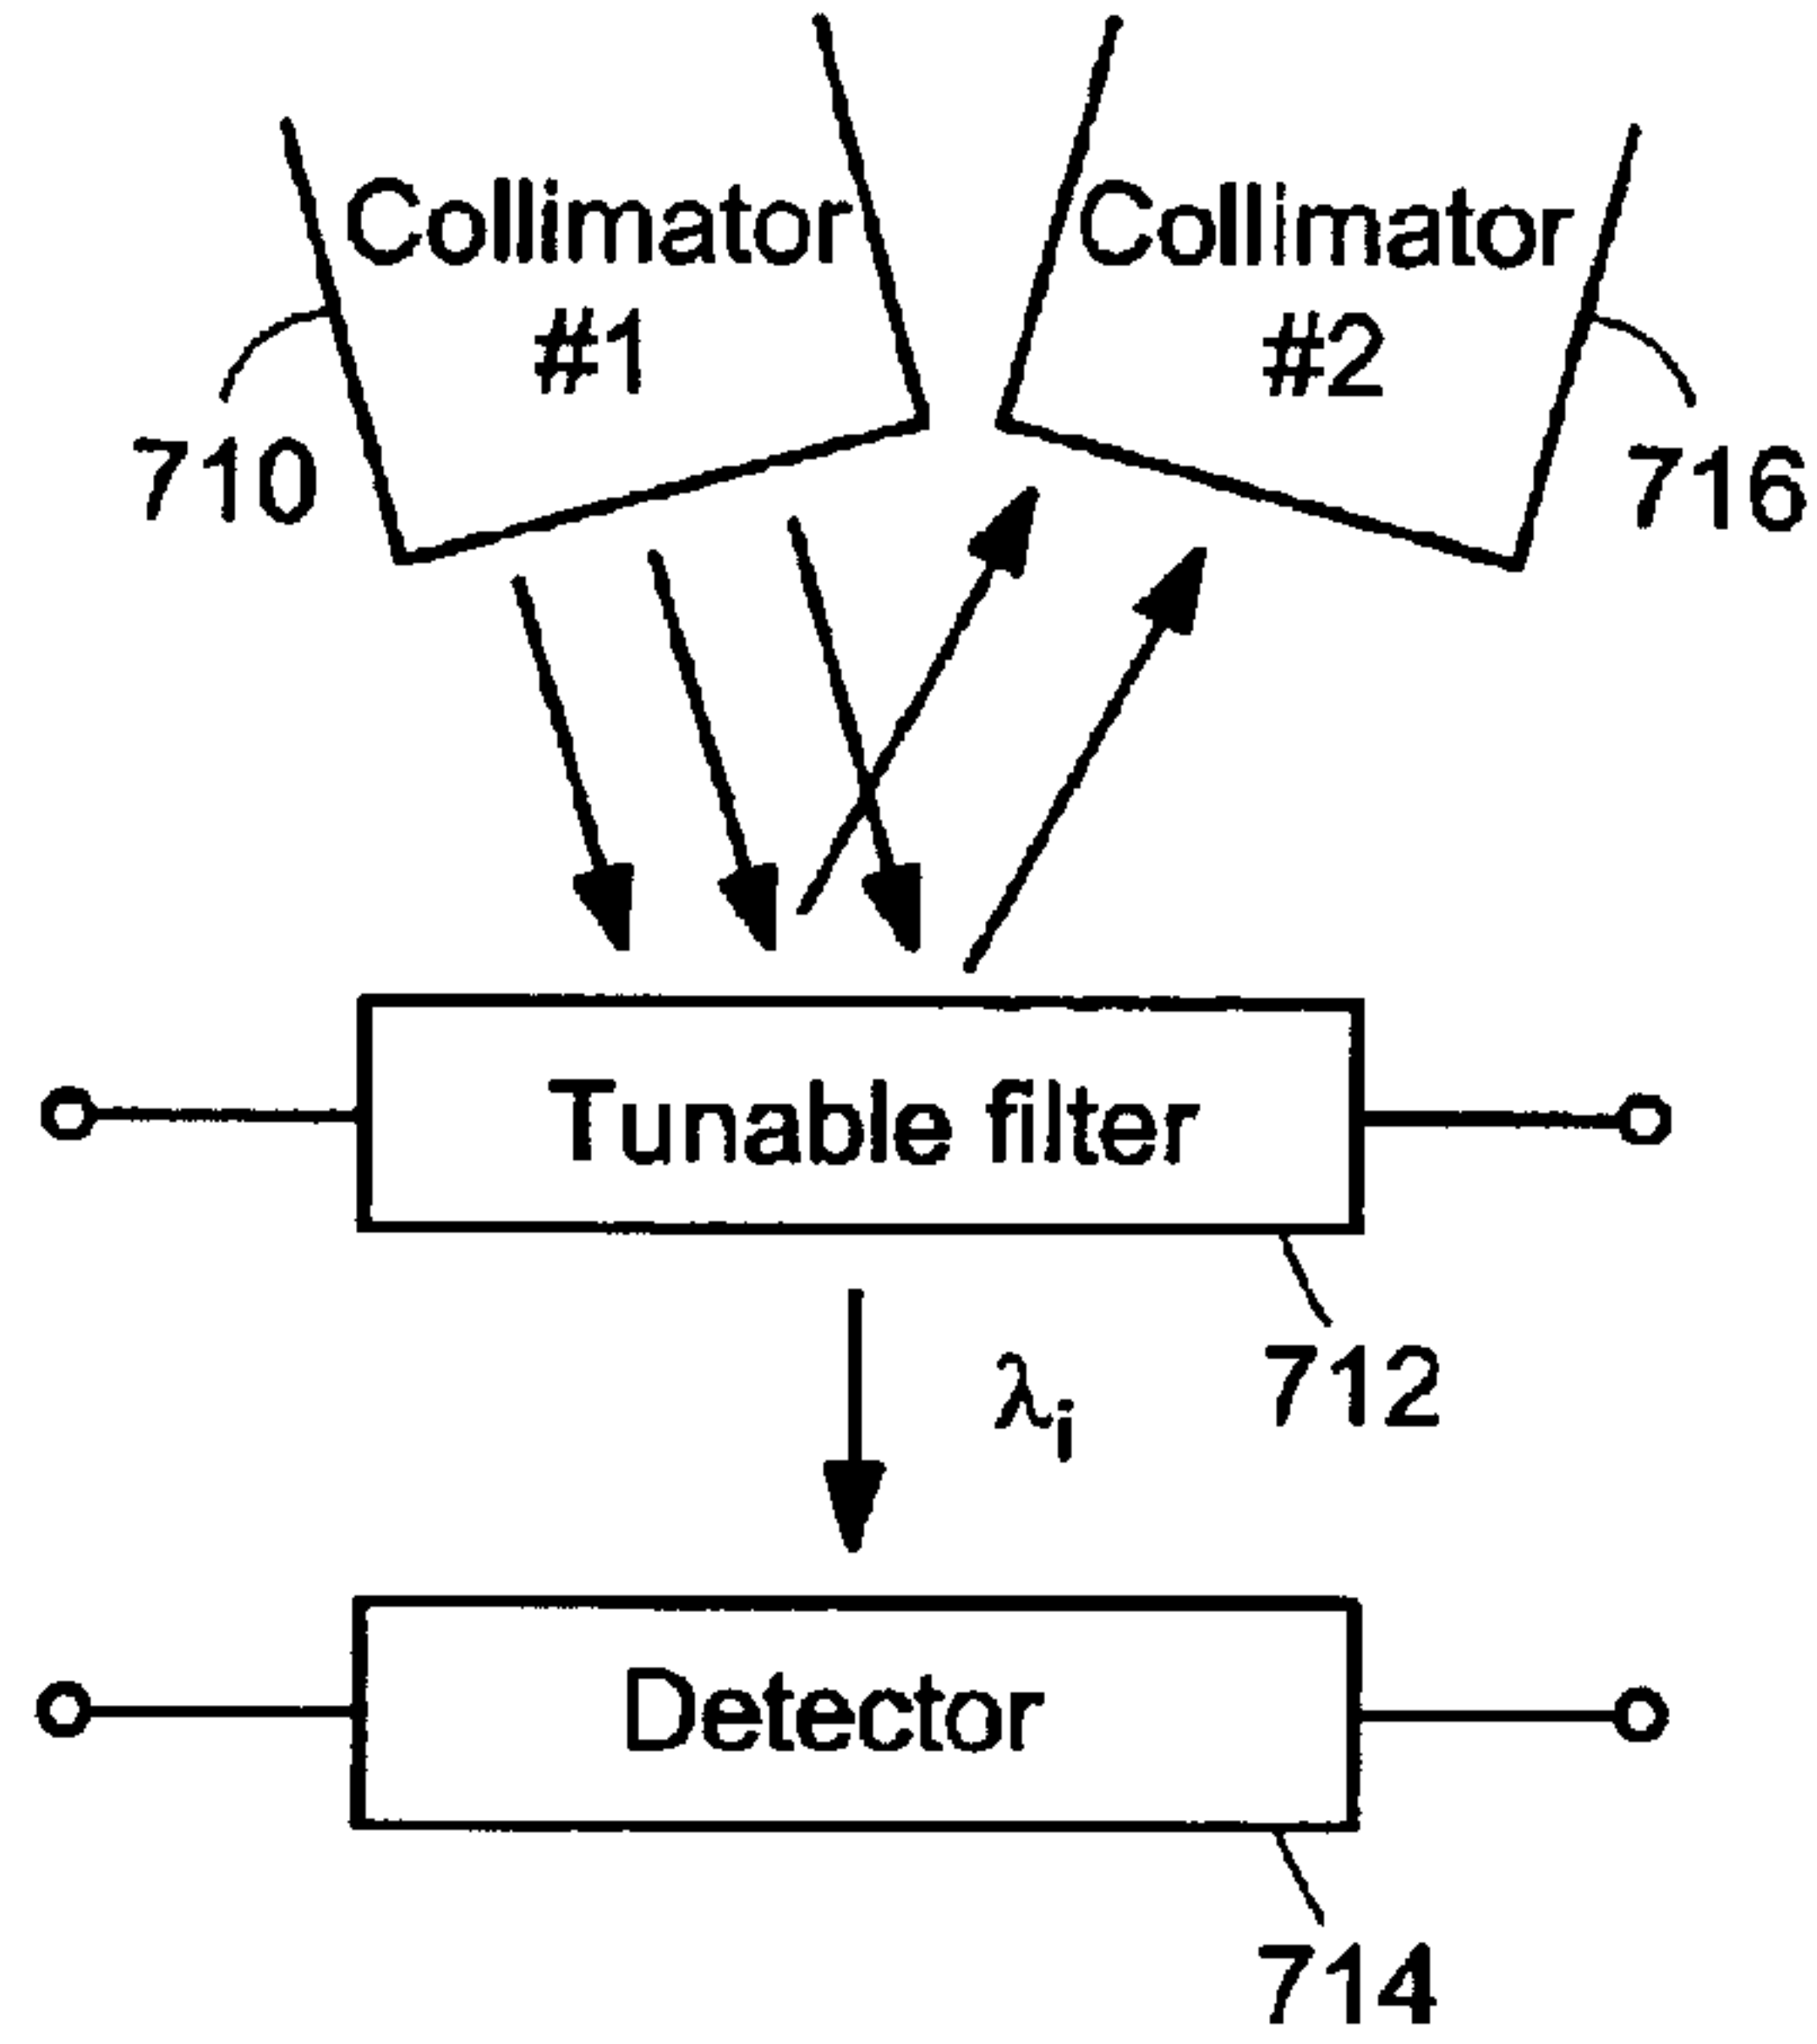 Collimator
#1
Collimator
#2
710
716
Tunable filter
λi
712
Detector
714